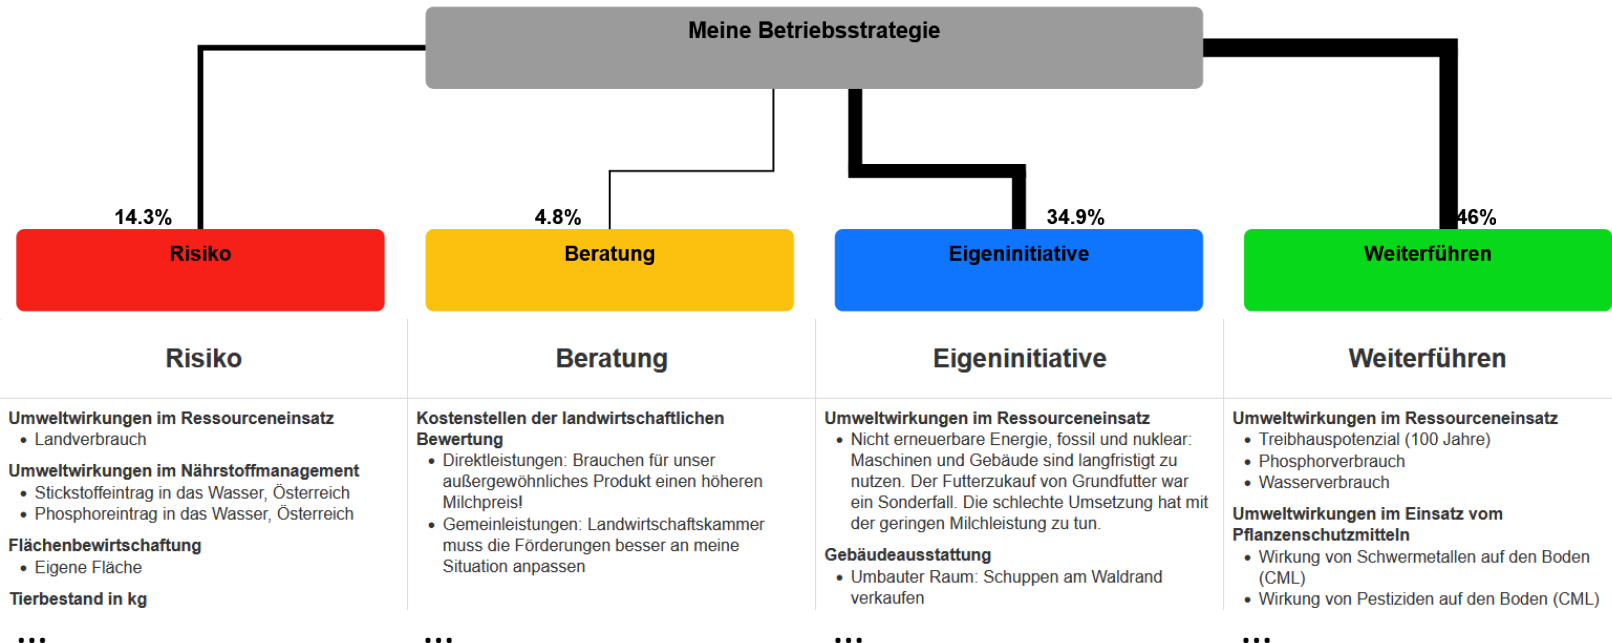 Meine Betriebsstrategie
14.3%
4.8%
34.9%
46%
Risiko
Beratung
Eigeninitiative
Weiterführen
Risiko
Umweltwirkungen im Ressourceneinsatz
• Landverbrauch
Umweltwirkungen im Nährstoffmanagement
• Stickstoffeintrag in das Wasser, Österreich
• Phosphoreintrag in das Wasser, Österreich
Flächenbewirtschaftung
• Eigene Fläche
Tierbestand in kg
...
Beratung
Kostenstellen der landwirtschaftlichen
Bewertung
• Direktleistungen: Brauchen für unser
außergewöhnliches Produkt einen höheren
Milchpreis!
• Gemeinleistungen: Landwirtschaftskammer
muss die Förderungen besser an meine
Situation anpassen
...
Eigeninitiative
Umweltwirkungen im Ressourceneinsatz
• Nicht erneuerbare Energie, fossil und nuklear:
Maschinen und Gebäude sind langfristig zu
nutzen. Der Futterzukauf von Grundfutter war
ein Sonderfall. Die schlechte Umsetzung hat mit
der geringen Milchleistung zu tun.
Gebäudeausstattung
• Umbauter Raum: Schuppen am Waldrand
verkaufen
...
Weiterführen
Umweltwirkungen im Ressourceneinsatz
• Treibhauspotenzial (100 Jahre)
• Phosphorverbrauch
• Wasserverbrauch
Umweltwirkungen im Einsatz vom
Pflanzenschutzmitteln
• Wirkung von Schwermetallen auf den Boden
(CML)
• Wirkung von Pestiziden auf den Boden (CML)
...